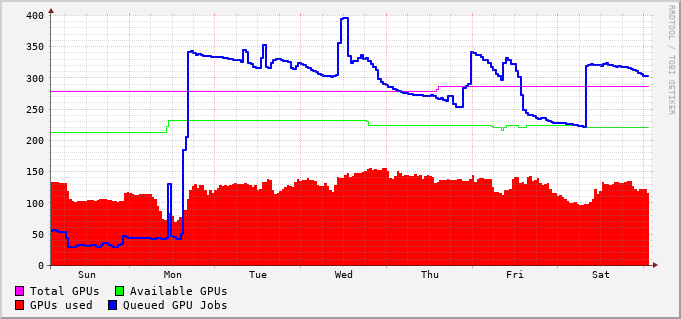 400
350
300
250
200
150
100
50
0
Sun Mon Tue Wed Thu Fri Sat
Total GPUs Available GPUs
GPUs used Queued GPU Jobs
RRDTOOL / TOBI OETIKER